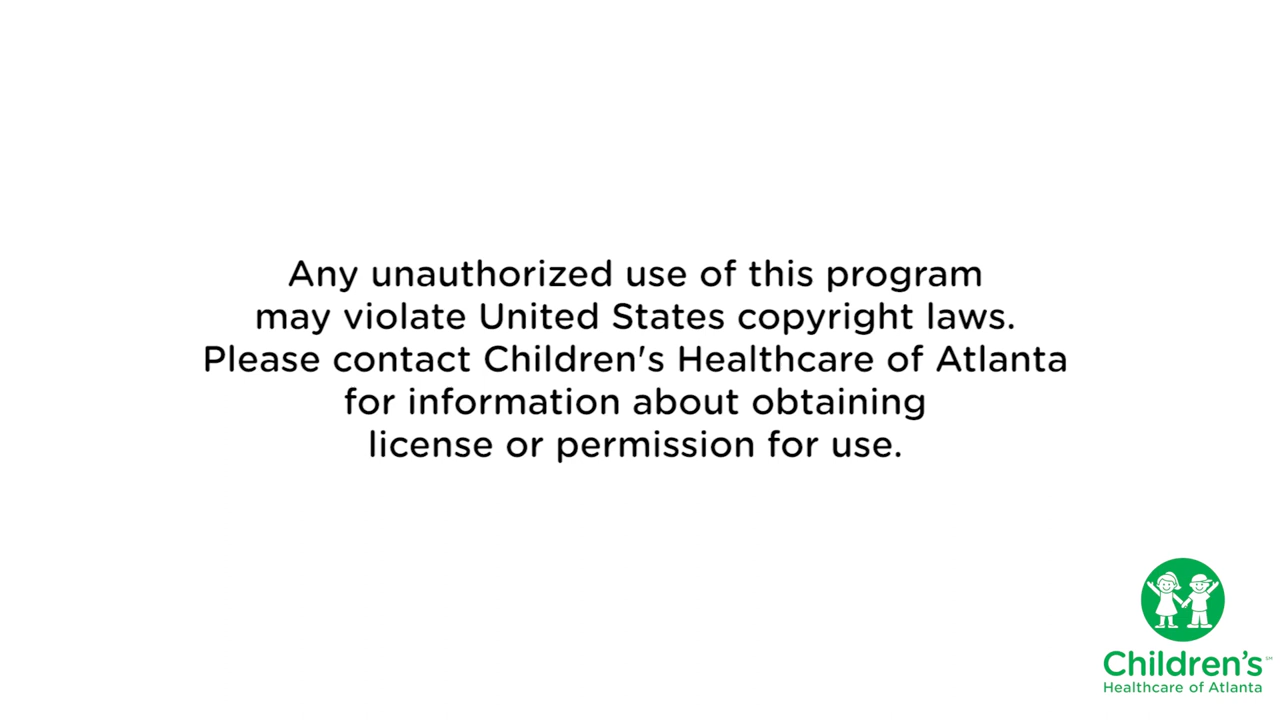 Any unauthorized use of this program
may violate United States copyright laws.
Please contact Children's Healthcare of Atlanta
for information about obtaining
license or permission for use.
Children's℠
Healthcare of Atlanta